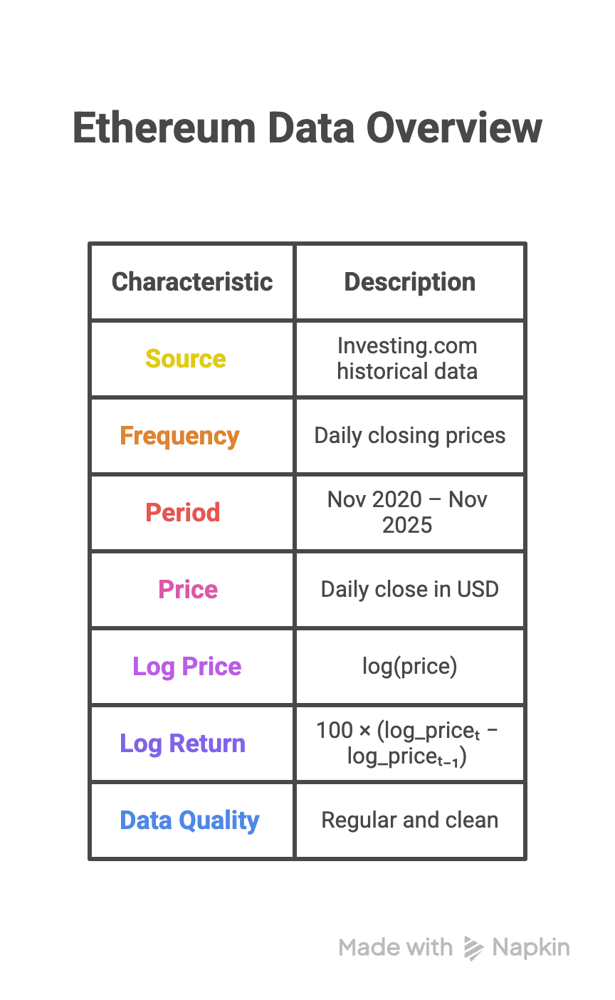 Ethereum Data Overview
Characteristic
Description
Source
Investing.com
historical data
Frequency
Daily closing prices
Period
Nov 2020 – Nov
2025
Price
Daily close in USD
Log Price
log(price)
Log Return
100 × (log_priceₜ −
log_priceₜ₋₁)
Data Quality
Regular and clean
Made with Napkin